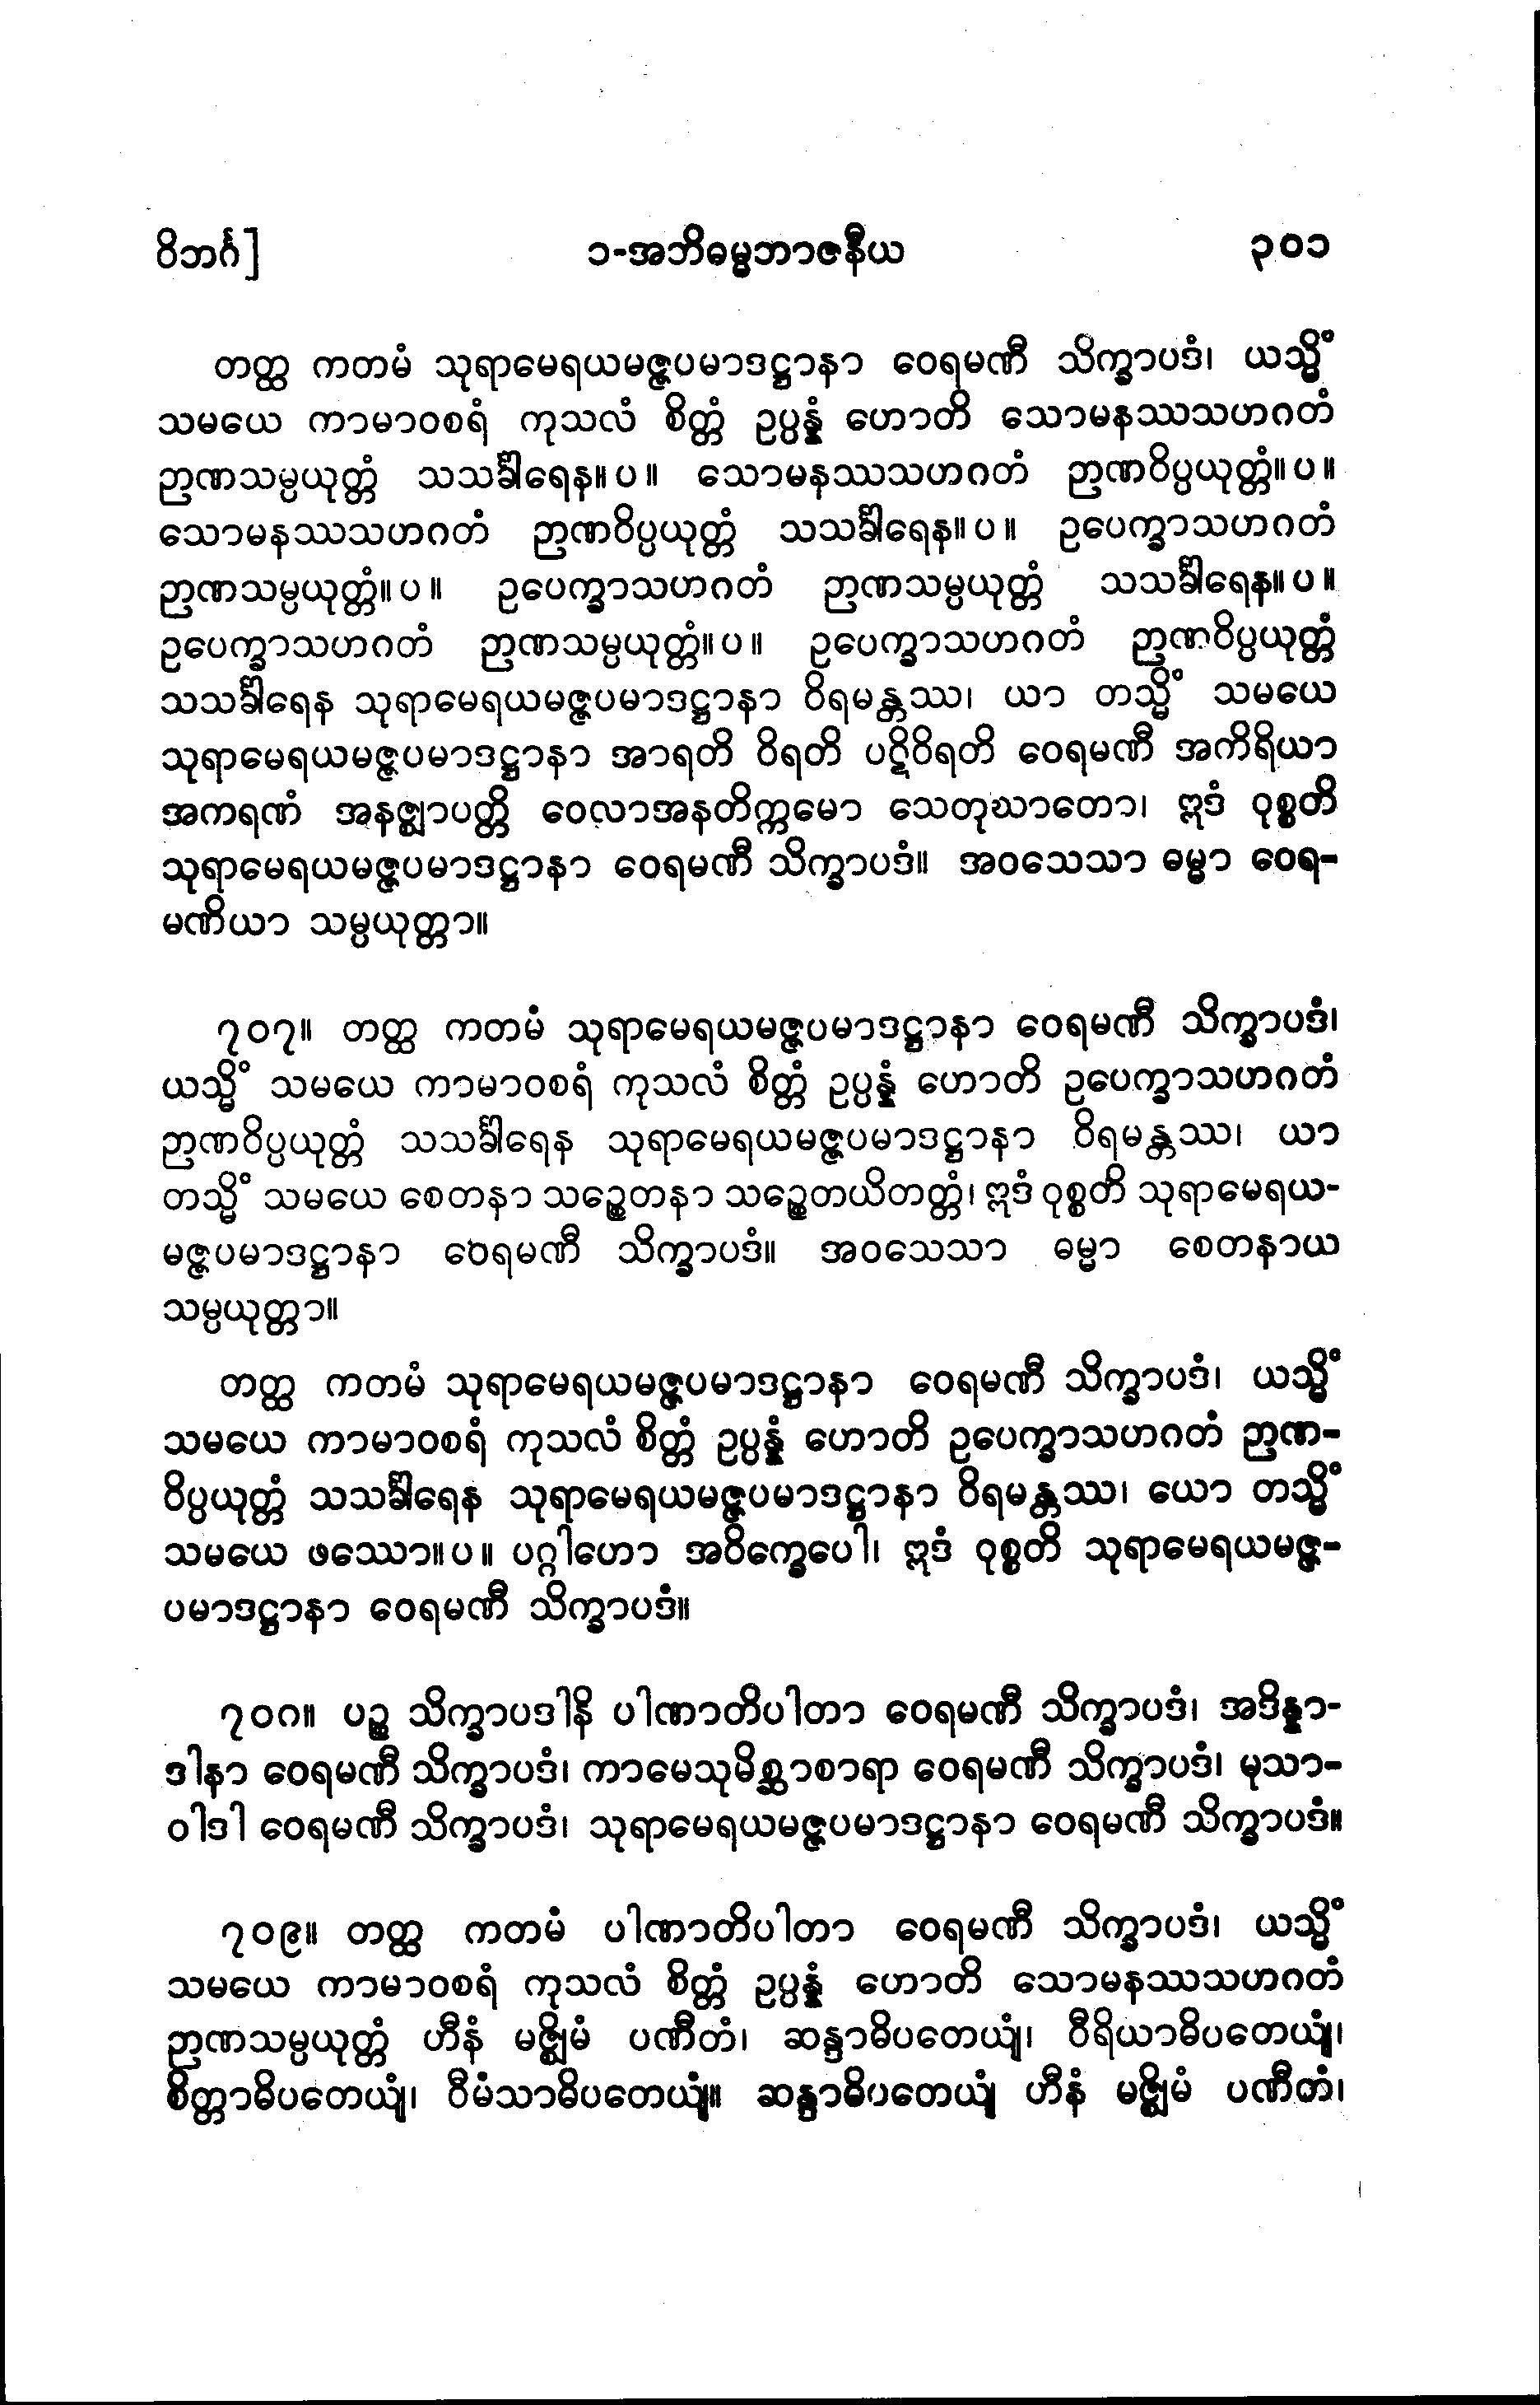 ဝိဘင်္ဂ]
၁-အဘိဓမ္မဘာဇနီယ
၃၀၁
တတ္ထ ကတမံ သုရာမေရယမဇ္ဇပမာဒဋ္ဌာနာ ဝေရမဏီ သိက္ခာပဒံ၊ ယသ္မိံ
သမယေ ကာမာဝစရံ ကုသလံ စိတ္တံ ဥပ္ပန္နံ ဟောတိ သောမနဿသဟဂတံ
ဉာဏသမ္ပယုတ္တံ သသင်္ခါရေန။ပ။ သောမနဿသဟဂတံ ဉာဏဝိပ္ပယုတ္တံ။ပ။
သောမနဿသဟဂတံ ဉာဏဝိပ္ပယုတ္တံ သသင်္ခါရေန။ပ။ ဥပေက္ခာသဟဂတံ
ဉာဏသမ္ပယုတ္တံ။ပ။ ဥပေက္ခာသဟဂတံ ဉာဏသမ္ပယုတ္တံ သသင်္ခါရေန။ပ။
ဥပေက္ခာသဟဂတံ ဉာဏသမ္ပယုတ္တံ။ပ။ ဥပေက္ခာသဟဂတံ ဉာဏဝိပ္ပယုတ္တံ
သသင်္ခါရေန သုရာမေရယမဇ္ဇပမာဒဋ္ဌာနာ ဝိရမန္တဿ၊ ယာ တသ္မိံ သမယေ
သုရာမေရယမဇ္ဇပမာဒဋ္ဌာနာ အာရတိ ဝိရတိ ပဋိဝိရတိ ဝေရမဏီ အကိရိယာ
အကရဏံ အနဇ္ဈာပတ္တိ ဝေလာအနတိက္ကမော သေတုဃာတော၊ ဣဒံ ဝုစ္စတိ
သုရာမေရယမဇ္ဇပမာဒဋ္ဌာနာ ဝေရမဏီ သိက္ခာပဒံ။ အဝသေသာ ဓမ္မာ ဝေရ-
မဏိယာ သမ္ပယုတ္တာ။
၇၀၇။ တတ္ထ ကတမံ သုရာမေရယမဇ္ဇပမာဒဋ္ဌာနာ ဝေရမဏီ သိက္ခာပဒံ၊
ယသ္မိံ သမယေ ကာမာဝစရံ ကုသလံ စိတ္တံ ဥပ္ပန္နံ ဟောတိ ဥပေက္ခာသဟဂတံ
ဉာဏဝိပ္ပယုတ္တံ သသင်္ခါရေန သုရာမေရယမဇ္ဇပမာဒဋ္ဌာနာ ဝိရမန္တဿ၊ ယာ
တသ္မိံ သမယေ စေတနာ သဉ္စေတနာ သဉ္စေတယိတတ္တံ၊ ဣဒံ ဝုစ္စတိ သုရာမေရယ-
မဇ္ဇပမာဒဋ္ဌာနာ ဝေရမဏီ သိက္ခာပဒံ။ အဝသေသာ ဓမ္မာ စေတနာယ
သမ္ပယုတ္တာ။
တတ္ထ ကတမံ သုရာမေရယမဇ္ဇပမာဒဋ္ဌာနာ ဝေရမဏီ သိက္ခာပဒံ၊ ယသ္မိံ
သမယေ ကာမာဝစရံ ကုသလံ စိတ္တံ ဥပ္ပန္နံ ဟောတိ ဥပေက္ခာသဟဂတံ ဉာဏ-
ဝိပ္ပယုတ္တံ သသင်္ခါရေန သုရာမေရယမဇ္ဇပမာဒဋ္ဌာနာ ဝိရမန္တဿ၊ ယော တသ္မိံ
သမယေ ဖဿော။ပ။ ပဂ္ဂါဟော အဝိက္ခေပေါ၊ ဣဒံ ဝုစ္စတိ သုရာမေရယမဇ္ဇ-
ပမာဒဋ္ဌာနာ ဝေရမဏီ သိက္ခာပဒံ။
၇၀၈။ ပဉ္စ သိက္ခာပဒါနိ ပါဏာတိပါတာ ဝေရမဏီ သိက္ခာပဒံ၊ အဒိန္နာ-
ဒါနာ ဝေရမဏီ သိက္ခာပဒံ၊ ကာမေသုမိစ္ဆာစာရာ ဝေရမဏီ သိက္ခာပဒံ၊ မုသာ-
ဝါဒါ ဝေရမဏီ သိက္ခာပဒံ၊ သုရာမေရယမဇ္ဇပမာဒဋ္ဌာနာ ဝေရမဏီ သိက္ခာပဒံ။
၇၀၉။ တတ္ထ ကတမံ ပါဏာတိပါတာ ဝေရမဏီ သိက္ခာပဒံ၊ ယသ္မိံ
သမယေ ကာမာဝစရံ ကုသလံ စိတ္တံ ဥပ္ပန္နံ ဟောတိ သောမနဿသဟဂတံ
ဉာဏသမ္ပယုတ္တံ ဟီနံ မဇ္ဈိမံ ပဏီတံ၊ ဆန္ဒာဓိပတေယျံ၊ ဝီရိယာဓိပတေယျံ၊
စိတ္တာဓိပတေယျံ၊ ဝီမံသာဓိပတေယျံ။ ဆန္ဒာဓိပတေယျံ ဟီနံ မဇ္ဈိမံ ပဏီတံ၊